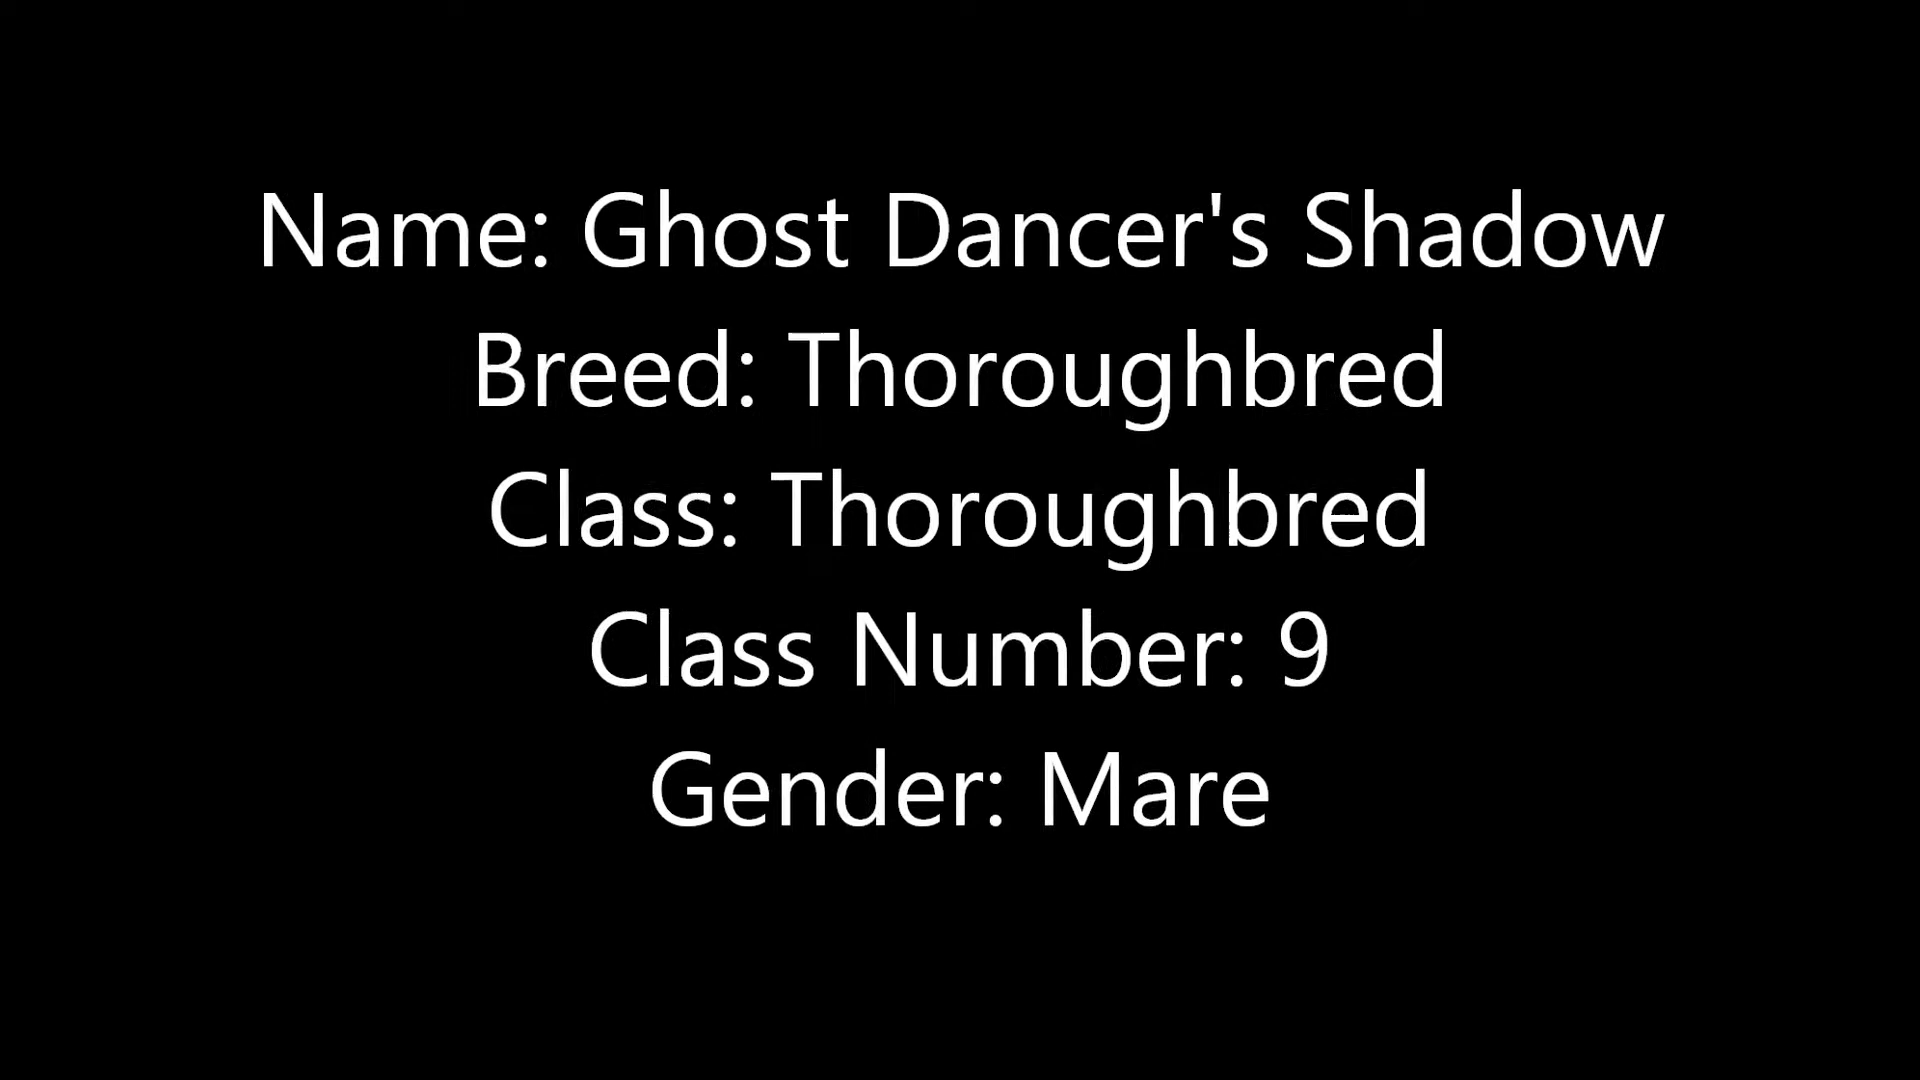 Name: Ghost Dancer's Shadow
Breed: Thoroughbred
Class: Thoroughbred
Class Number: 9
Gender: Mare